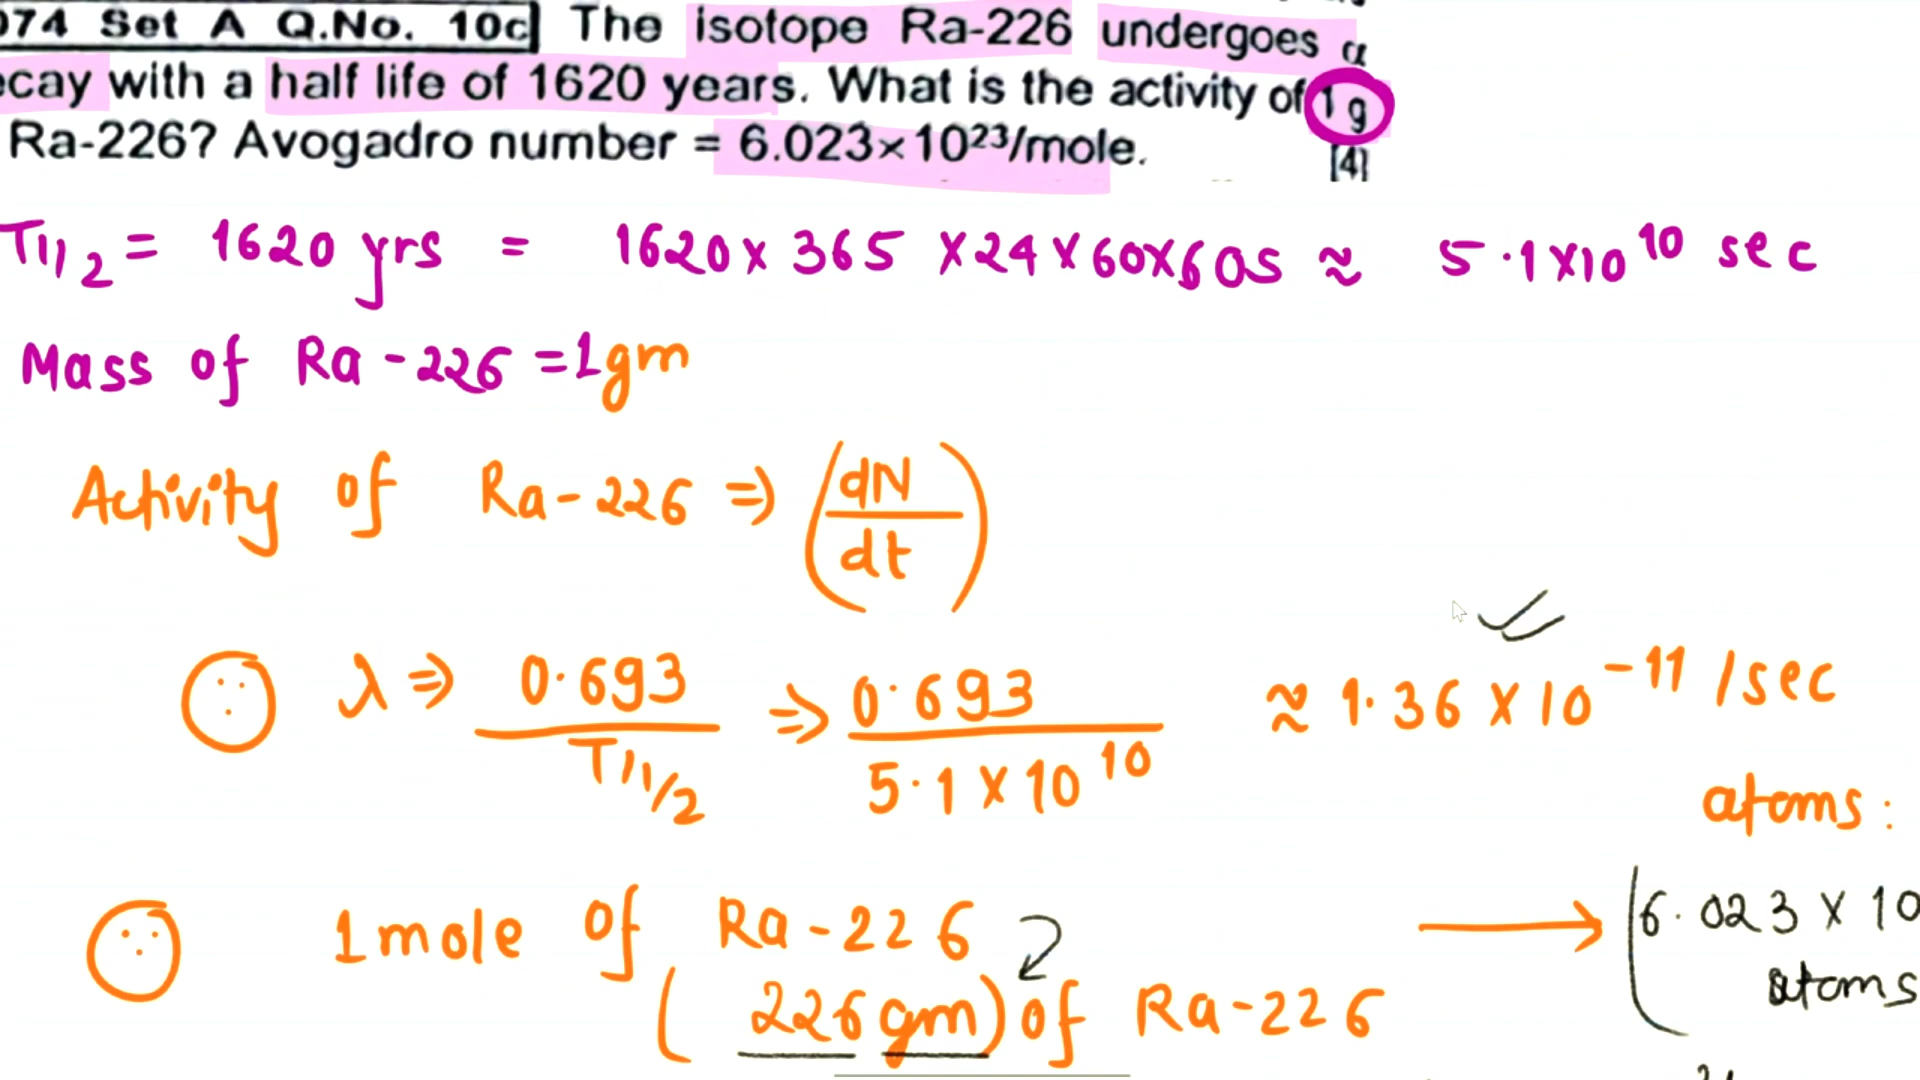 074 Set A Q.No. 10c The isotope Ra-226 undergoes α
ecay with a half life of 1620 years. What is the activity of 1 g
Ra-226? Avogadro number = 6.023×10²³/mole.
[4]
T1/2 = 1620 yrs = 1620 x 365 x 24 x 60 x 60 s ≈ 5.1 x 10¹⁰ sec
Mass of Ra-226 = 1 gm
Activity of Ra-226 ⇒ (dN/dt)
λ ⇒ 0.693/T1/2 ⇒ 0.693/5.1 x 10¹⁰ ≈ 1.36 x 10⁻¹¹ /sec
atoms:
1 mole of Ra-226 → (6.023 x 10
atoms
(226 gm) of Ra-226